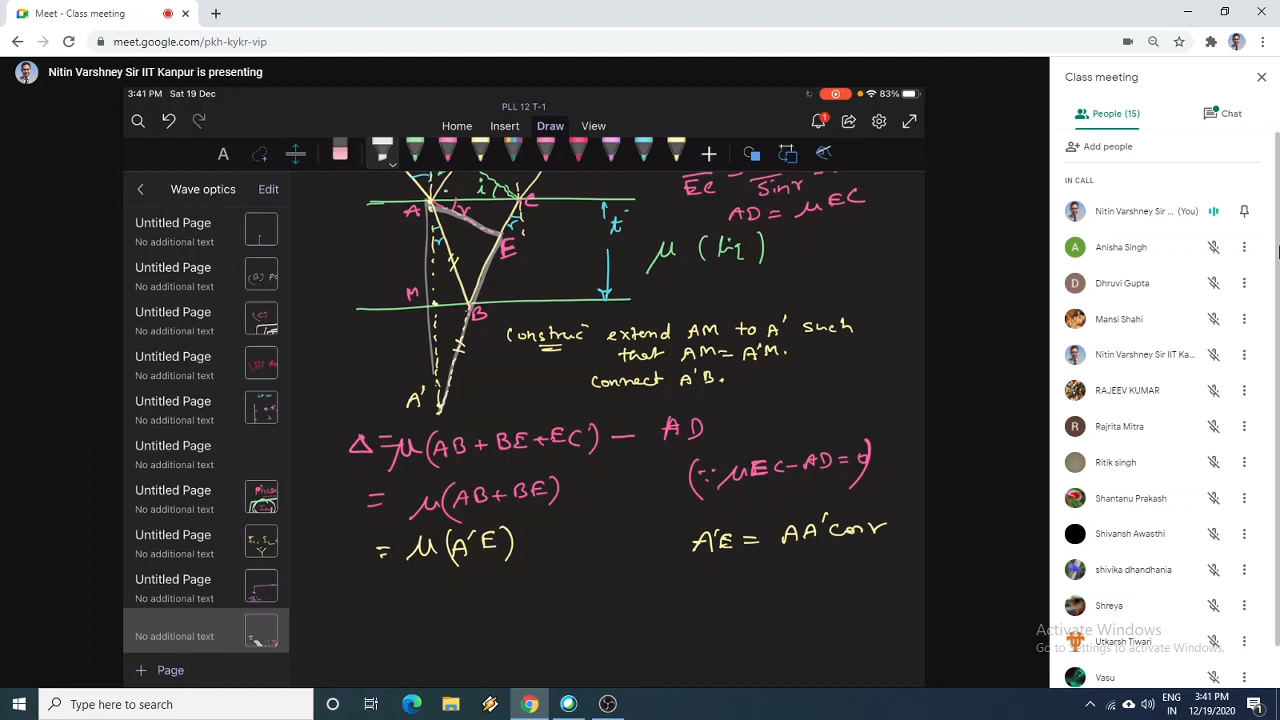 Meet - Class meeting
meet.google.com/pkh-kykr-vip
Nitin Varshney Sir IIT Kanpur is presenting
Class meeting
People (15)
Chat
Add people
IN CALL
Nitin Varshney Sir ... (You)
Anisha Singh
Dhruvi Gupta
Mansi Shahi
Nitin Varshney Sir IIT Ka...
RAJEEV KUMAR
Rajrita Mitra
Ritik singh
Shantanu Prakash
Shivansh Awasthi
shivika dhandhania
Shreya
Utkarsh Tiwari
Vasu
Activate Windows
Go to Settings to activate Windows.
3:41 PM Sat 19 Dec
83%
PLL 12 T-1
Home Insert Draw View
1
A
Wave optics Edit
Untitled Page
No additional text
Untitled Page
No additional text
Untitled Page
No additional text
Untitled Page
No additional text
Untitled Page
No additional text
Untitled Page
No additional text
Untitled Page
No additional text
Untitled Page
No additional text
Untitled Page
No additional text
No additional text
Page
EC Sin r
AD = μ EC
i
A r C
r r t
E
μ (liq)
M
B
A'
construc extend AM to A' such
that AM = A'M.
connect A'B.
Δ = μ(AB + BE + EC) - AD
(∵ μEC - AD = 0)
= μ(AB + BE)
= μ(A'E)
A'E = AA' cos r
Type here to search
ENG
IN
3:41 PM
12/19/2020